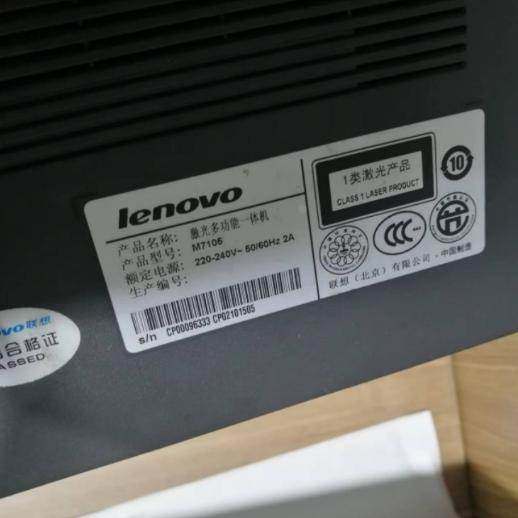 lenovo
产品名称: 激光多功能一体机
产品型号: M7106
额定电源: 220-240V~ 50/60Hz 2A
生产编号:
s/n CP00096333 CP02101505
1类激光产品
CLASS 1 LASER PRODUCT
10
CCC
联想(北京)有限公司·中国制造
ovo联想
合格证
ASSED